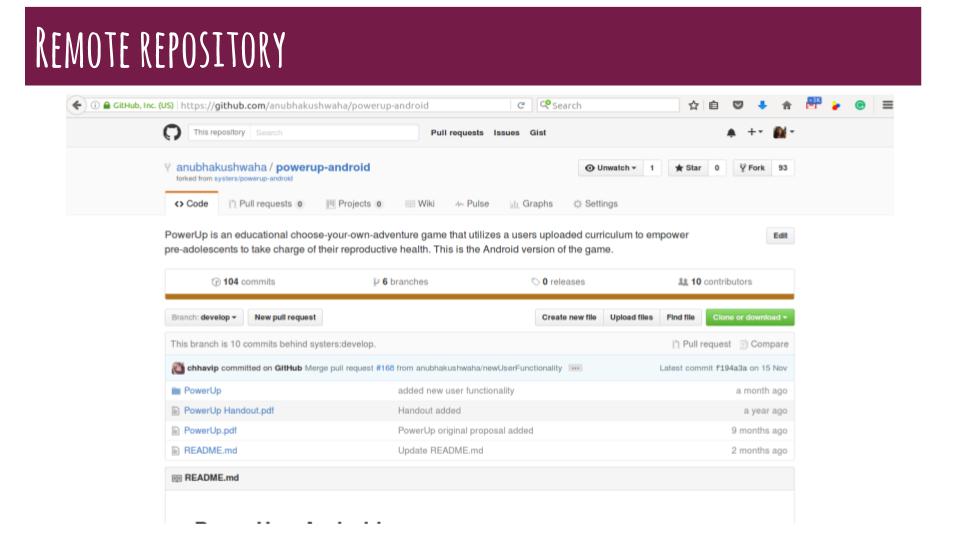 Remote repository
GitHub, Inc. (US) https://github.com/anubhakushwaha/powerup-android Search
This repository Search Pull requests Issues Gist
anubhakushwaha / powerup-android Unwatch 1 Star 0 Fork 93
forked from systers/powerup-android
Code Pull requests 0 Projects 0 Wiki Pulse Graphs Settings
PowerUp is an educational choose-your-own-adventure game that utilizes a users uploaded curriculum to empower Edit
pre-adolescents to take charge of their reproductive health. This is the Android version of the game.
104 commits 6 branches 0 releases 10 contributors
Branch: develop New pull request Create new file Upload files Find file Clone or download
This branch is 10 commits behind systers:develop. Pull request Compare
chhavip committed on GitHub Merge pull request #168 from anubhakushwaha/newUserFunctionality ... Latest commit f194a3a on 15 Nov
PowerUp added new user functionality a month ago
PowerUp Handout.pdf Handout added a year ago
PowerUp.pdf PowerUp original proposal added 9 months ago
README.md Update README.md 2 months ago
README.md